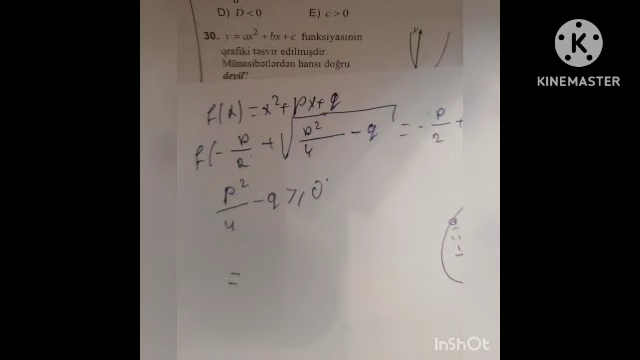 D) D < 0 E) c > 0
30. y = ax² + bx + c funksiyasının
qrafiki təsvir edilmişdir.
Münasibətlərdən hansı doğru
deyil?
y
KINEMASTER
f(x) = x² + px + q
f(-p/2 + √(p²/4 - q)) = -p/2 +
p²/4 - q ≥ 0
=
InShOt